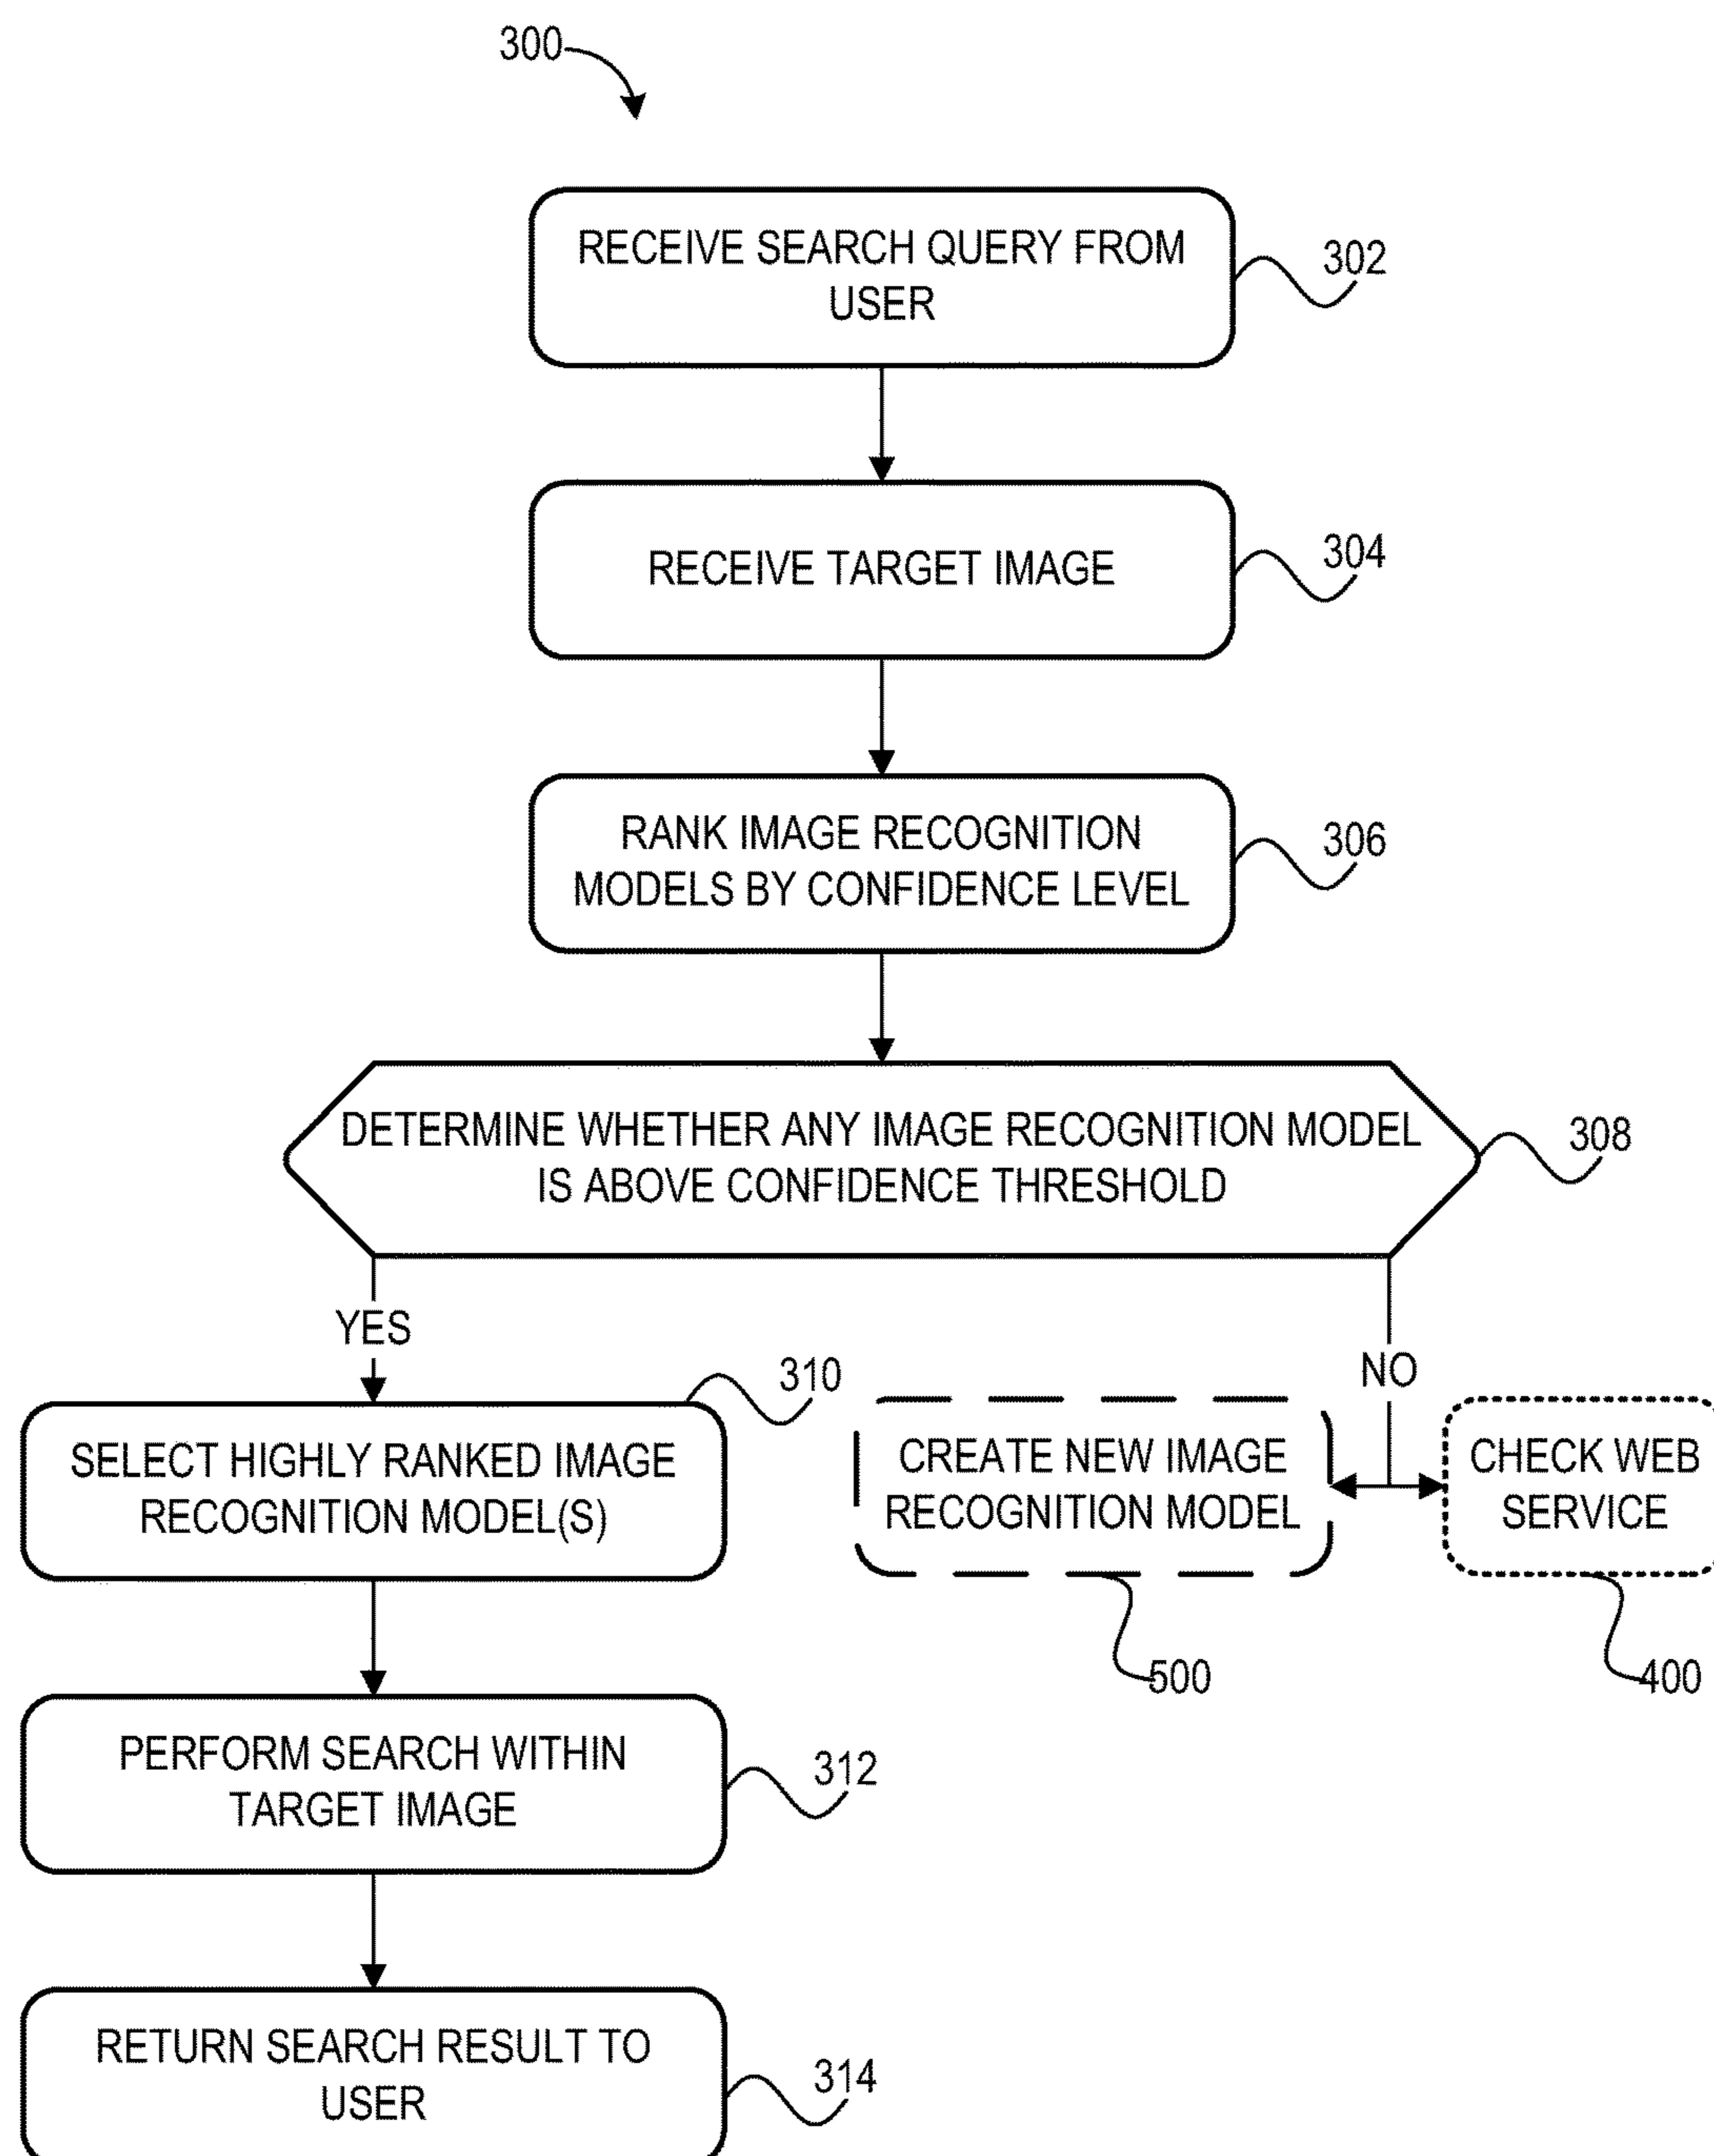 300
RECEIVE SEARCH QUERY FROM
USER
302
RECEIVE TARGET IMAGE
304
RANK IMAGE RECOGNITION
MODELS BY CONFIDENCE LEVEL
306
DETERMINE WHETHER ANY IMAGE RECOGNITION MODEL
IS ABOVE CONFIDENCE THRESHOLD
308
YES
NO
310
SELECT HIGHLY RANKED IMAGE
RECOGNITION MODEL(S)
CREATE NEW IMAGE
RECOGNITION MODEL
500
CHECK WEB
SERVICE
400
PERFORM SEARCH WITHIN
TARGET IMAGE
312
RETURN SEARCH RESULT TO
USER
314